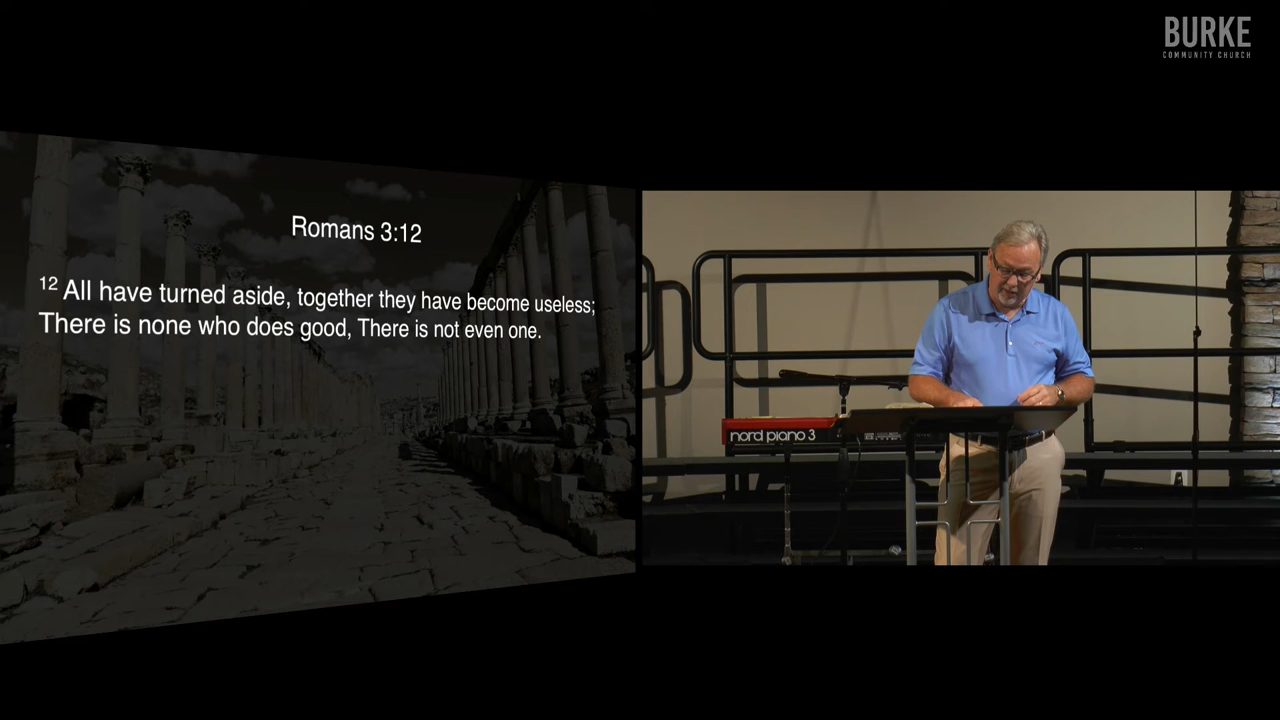 BURKE
COMMUNITY CHURCH
Romans 3:12
12 All have turned aside, together they have become useless;
There is none who does good, There is not even one.
nord piano 3